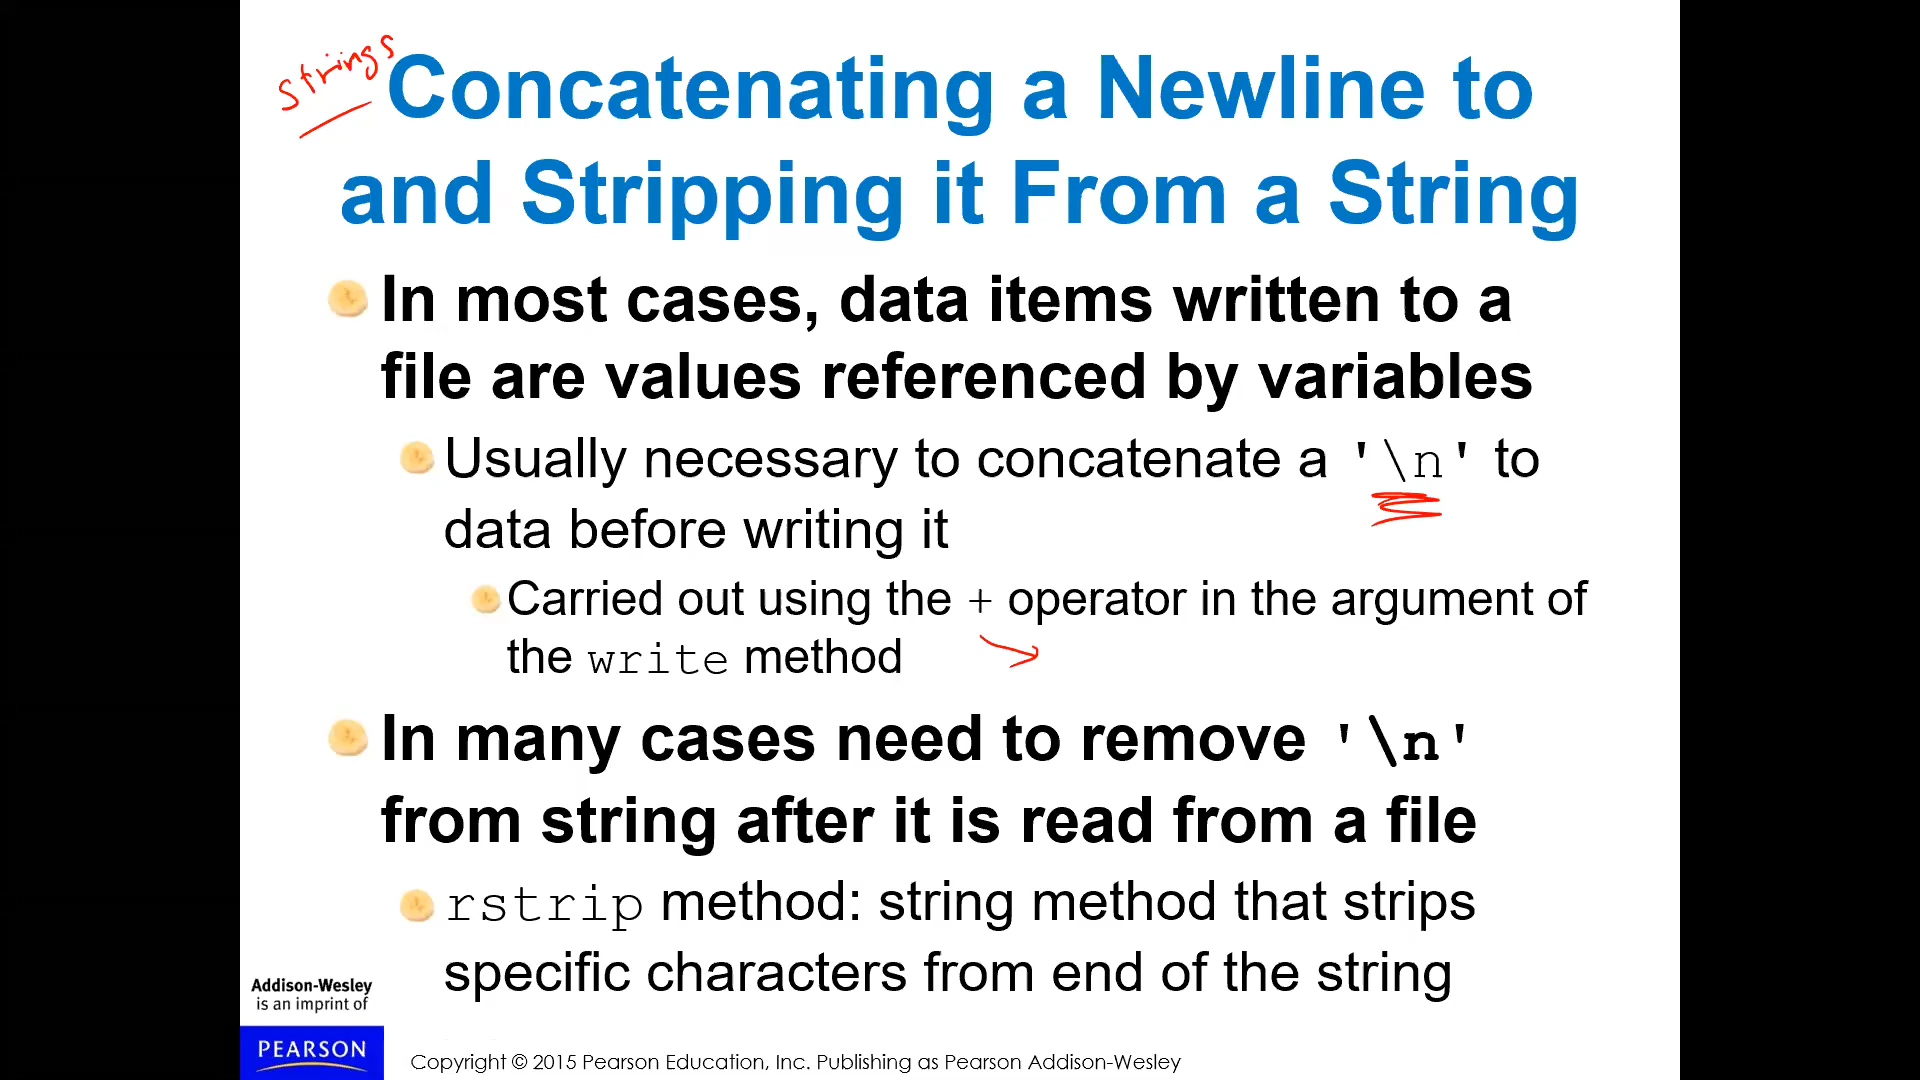 strings
Concatenating a Newline to
and Stripping it From a String
In most cases, data items written to a
file are values referenced by variables
Usually necessary to concatenate a '\n' to
data before writing it
Carried out using the + operator in the argument of
the write method
In many cases need to remove '\n'
from string after it is read from a file
rstrip method: string method that strips
specific characters from end of the string
Addison-Wesley
is an imprint of
PEARSON
Copyright © 2015 Pearson Education, Inc. Publishing as Pearson Addison-Wesley